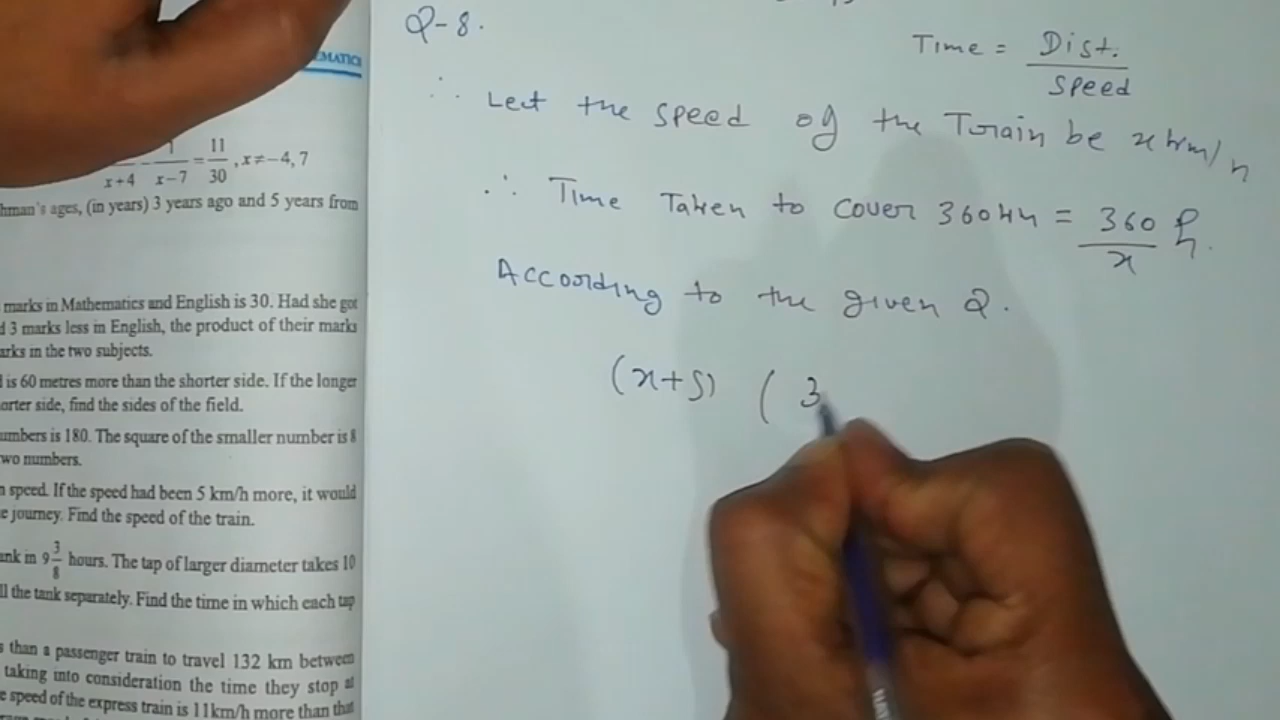 Q-8.
Time = Dist. / Speed
∴ Let the speed of the Train be x km/h
∴ Time Taken to cover 360 km = 360/x h.
According to the given Q.
(x+5) ( 3
EMATICS
x+4 - 1/x-7 = 11/30 , x ≠ – 4, 7
hman's ages, (in years) 3 years ago and 5 years from
marks in Mathematics and English is 30. Had she got
d 3 marks less in English, the product of their marks
arks in the two subjects.
l is 60 metres more than the shorter side. If the longer
orter side, find the sides of the field.
umbers is 180. The square of the smaller number is 8
wo numbers.
n speed. If the speed had been 5 km/h more, it would
e journey. Find the speed of the train.
ank in 9 3/8 hours. The tap of larger diameter takes 10
ll the tank separately. Find the time in which each tap
s than a passenger train to travel 132 km between
taking into consideration the time they stop at
e speed of the express train is 11km/h more than that